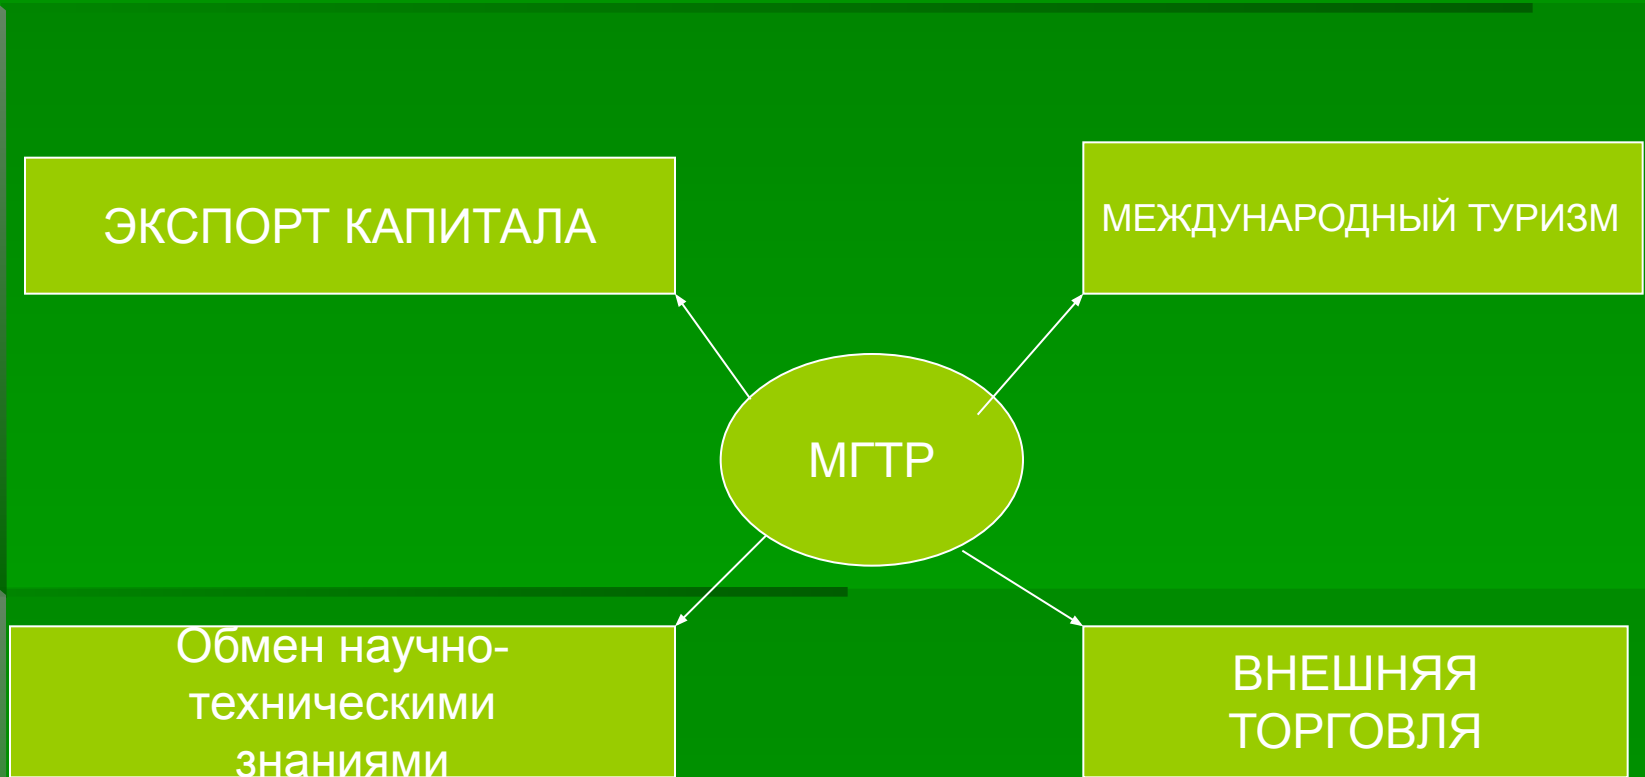 ЭКСПОРТ КАПИТАЛА
МЕЖДУНАРОДНЫЙ ТУРИЗМ
МГТР
Обмен научно-
техническими
знаниями
ВНЕШНЯЯ
ТОРГОВЛЯ